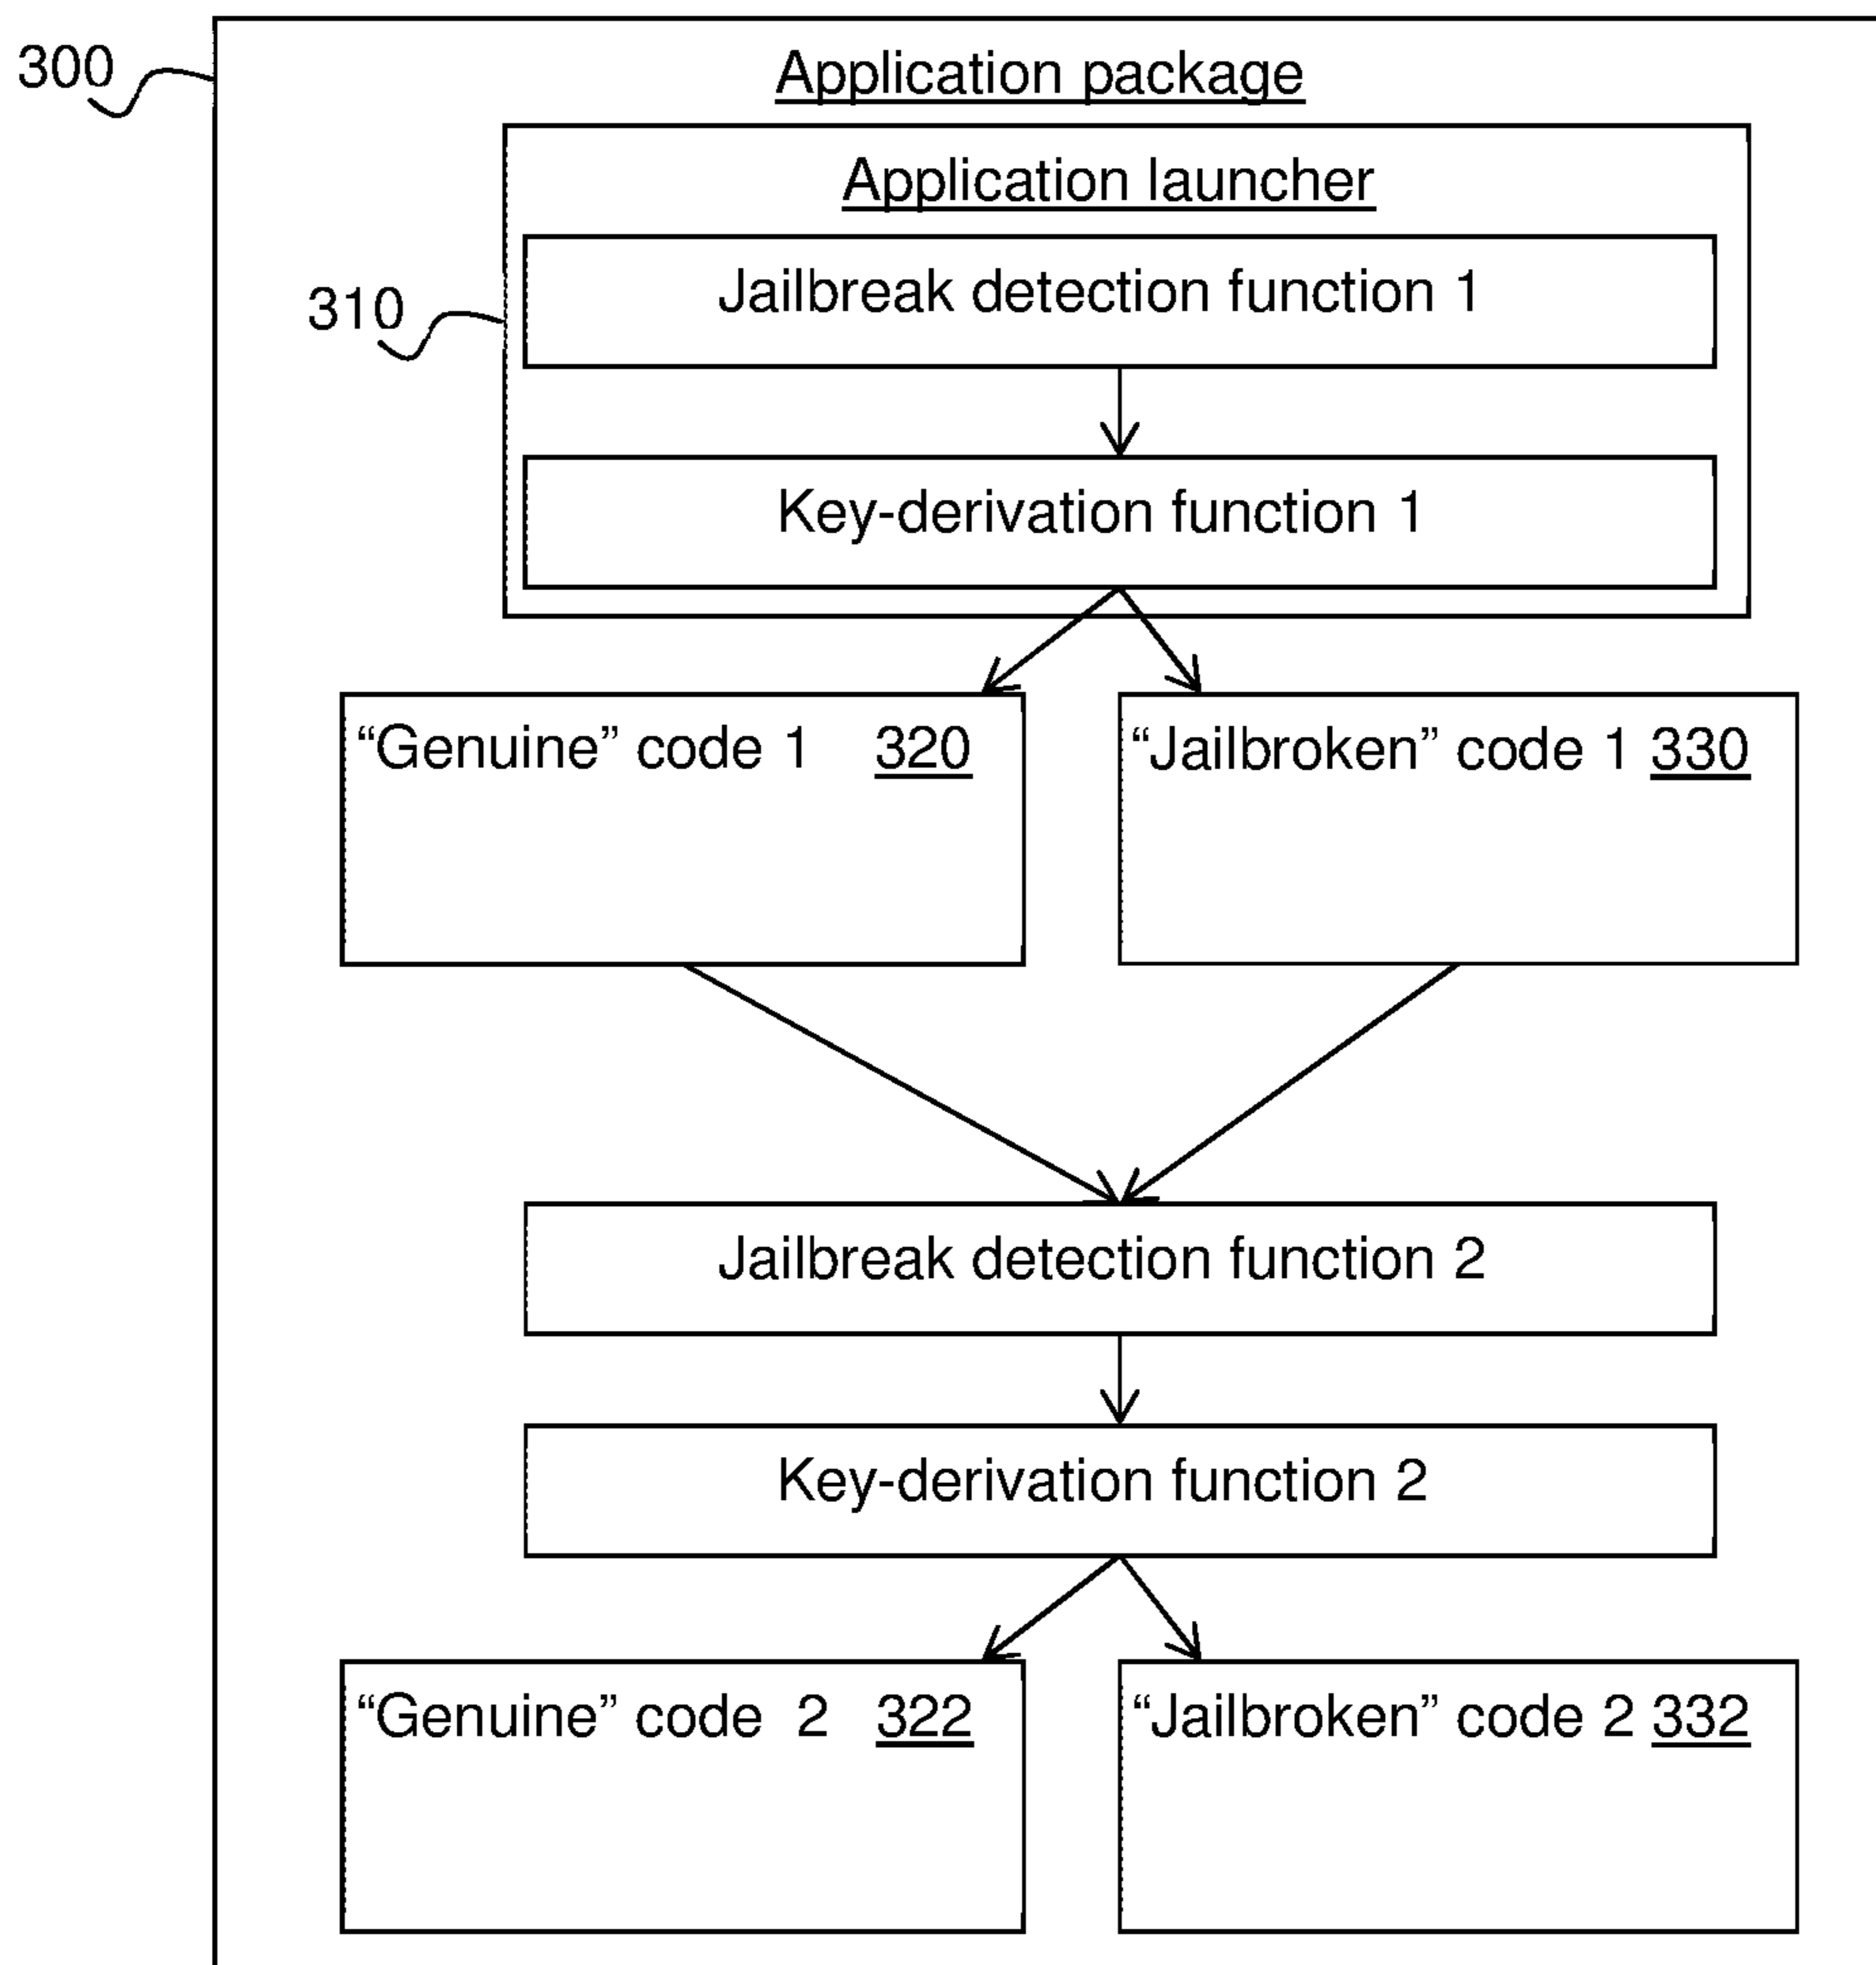 300
Application package
Application launcher
Jailbreak detection function 1
310
Key-derivation function 1
“Genuine” code 1 320
“Jailbroken” code 1 330
Jailbreak detection function 2
Key-derivation function 2
“Genuine” code 2 322
“Jailbroken” code 2 332